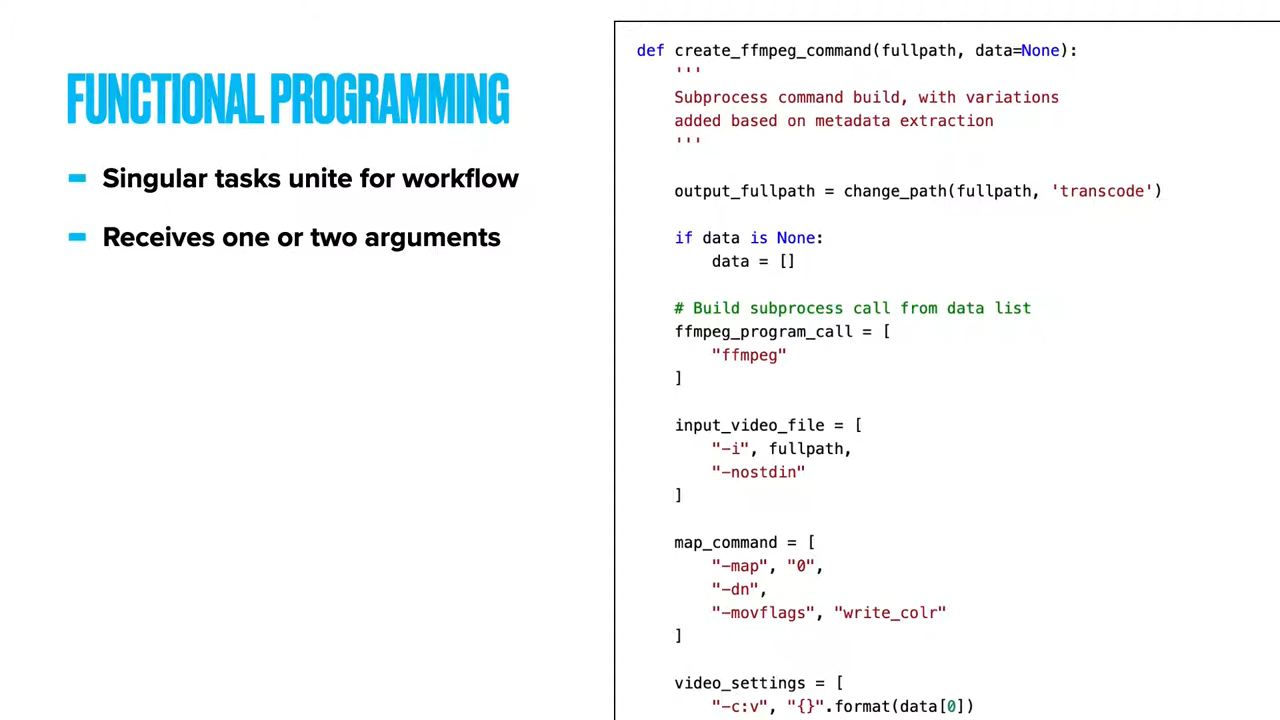 FUNCTIONAL PROGRAMMING
Singular tasks unite for workflow
Receives one or two arguments
def create_ffmpeg_command(fullpath, data=None):
    '''
    Subprocess command build, with variations
    added based on metadata extraction
    '''
    output_fullpath = change_path(fullpath, 'transcode')
    if data is None:
        data = []
    # Build subprocess call from data list
    ffmpeg_program_call = [
        "ffmpeg"
    ]
    input_video_file = [
        "-i", fullpath,
        "-nostdin"
    ]
    map_command = [
        "-map", "0",
        "-dn",
        "-movflags", "write_colr"
    ]
    video_settings = [
        "-c:v", "{}".format(data[0])